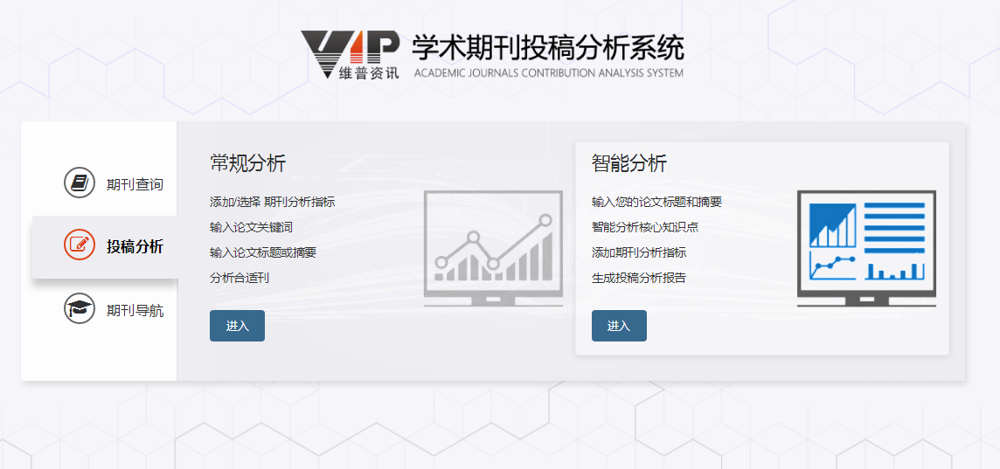 VIP 学术期刊投稿分析系统
维普资讯 ACADEMIC JOURNALS CONTRIBUTION ANALYSIS SYSTEM
期刊查询
投稿分析
期刊导航
常规分析
添加/选择 期刊分析指标
输入论文关键词
输入论文标题或摘要
分析合适刊
进入
智能分析
输入您的论文标题和摘要
智能分析核心知识点
添加期刊分析指标
生成投稿分析报告
进入